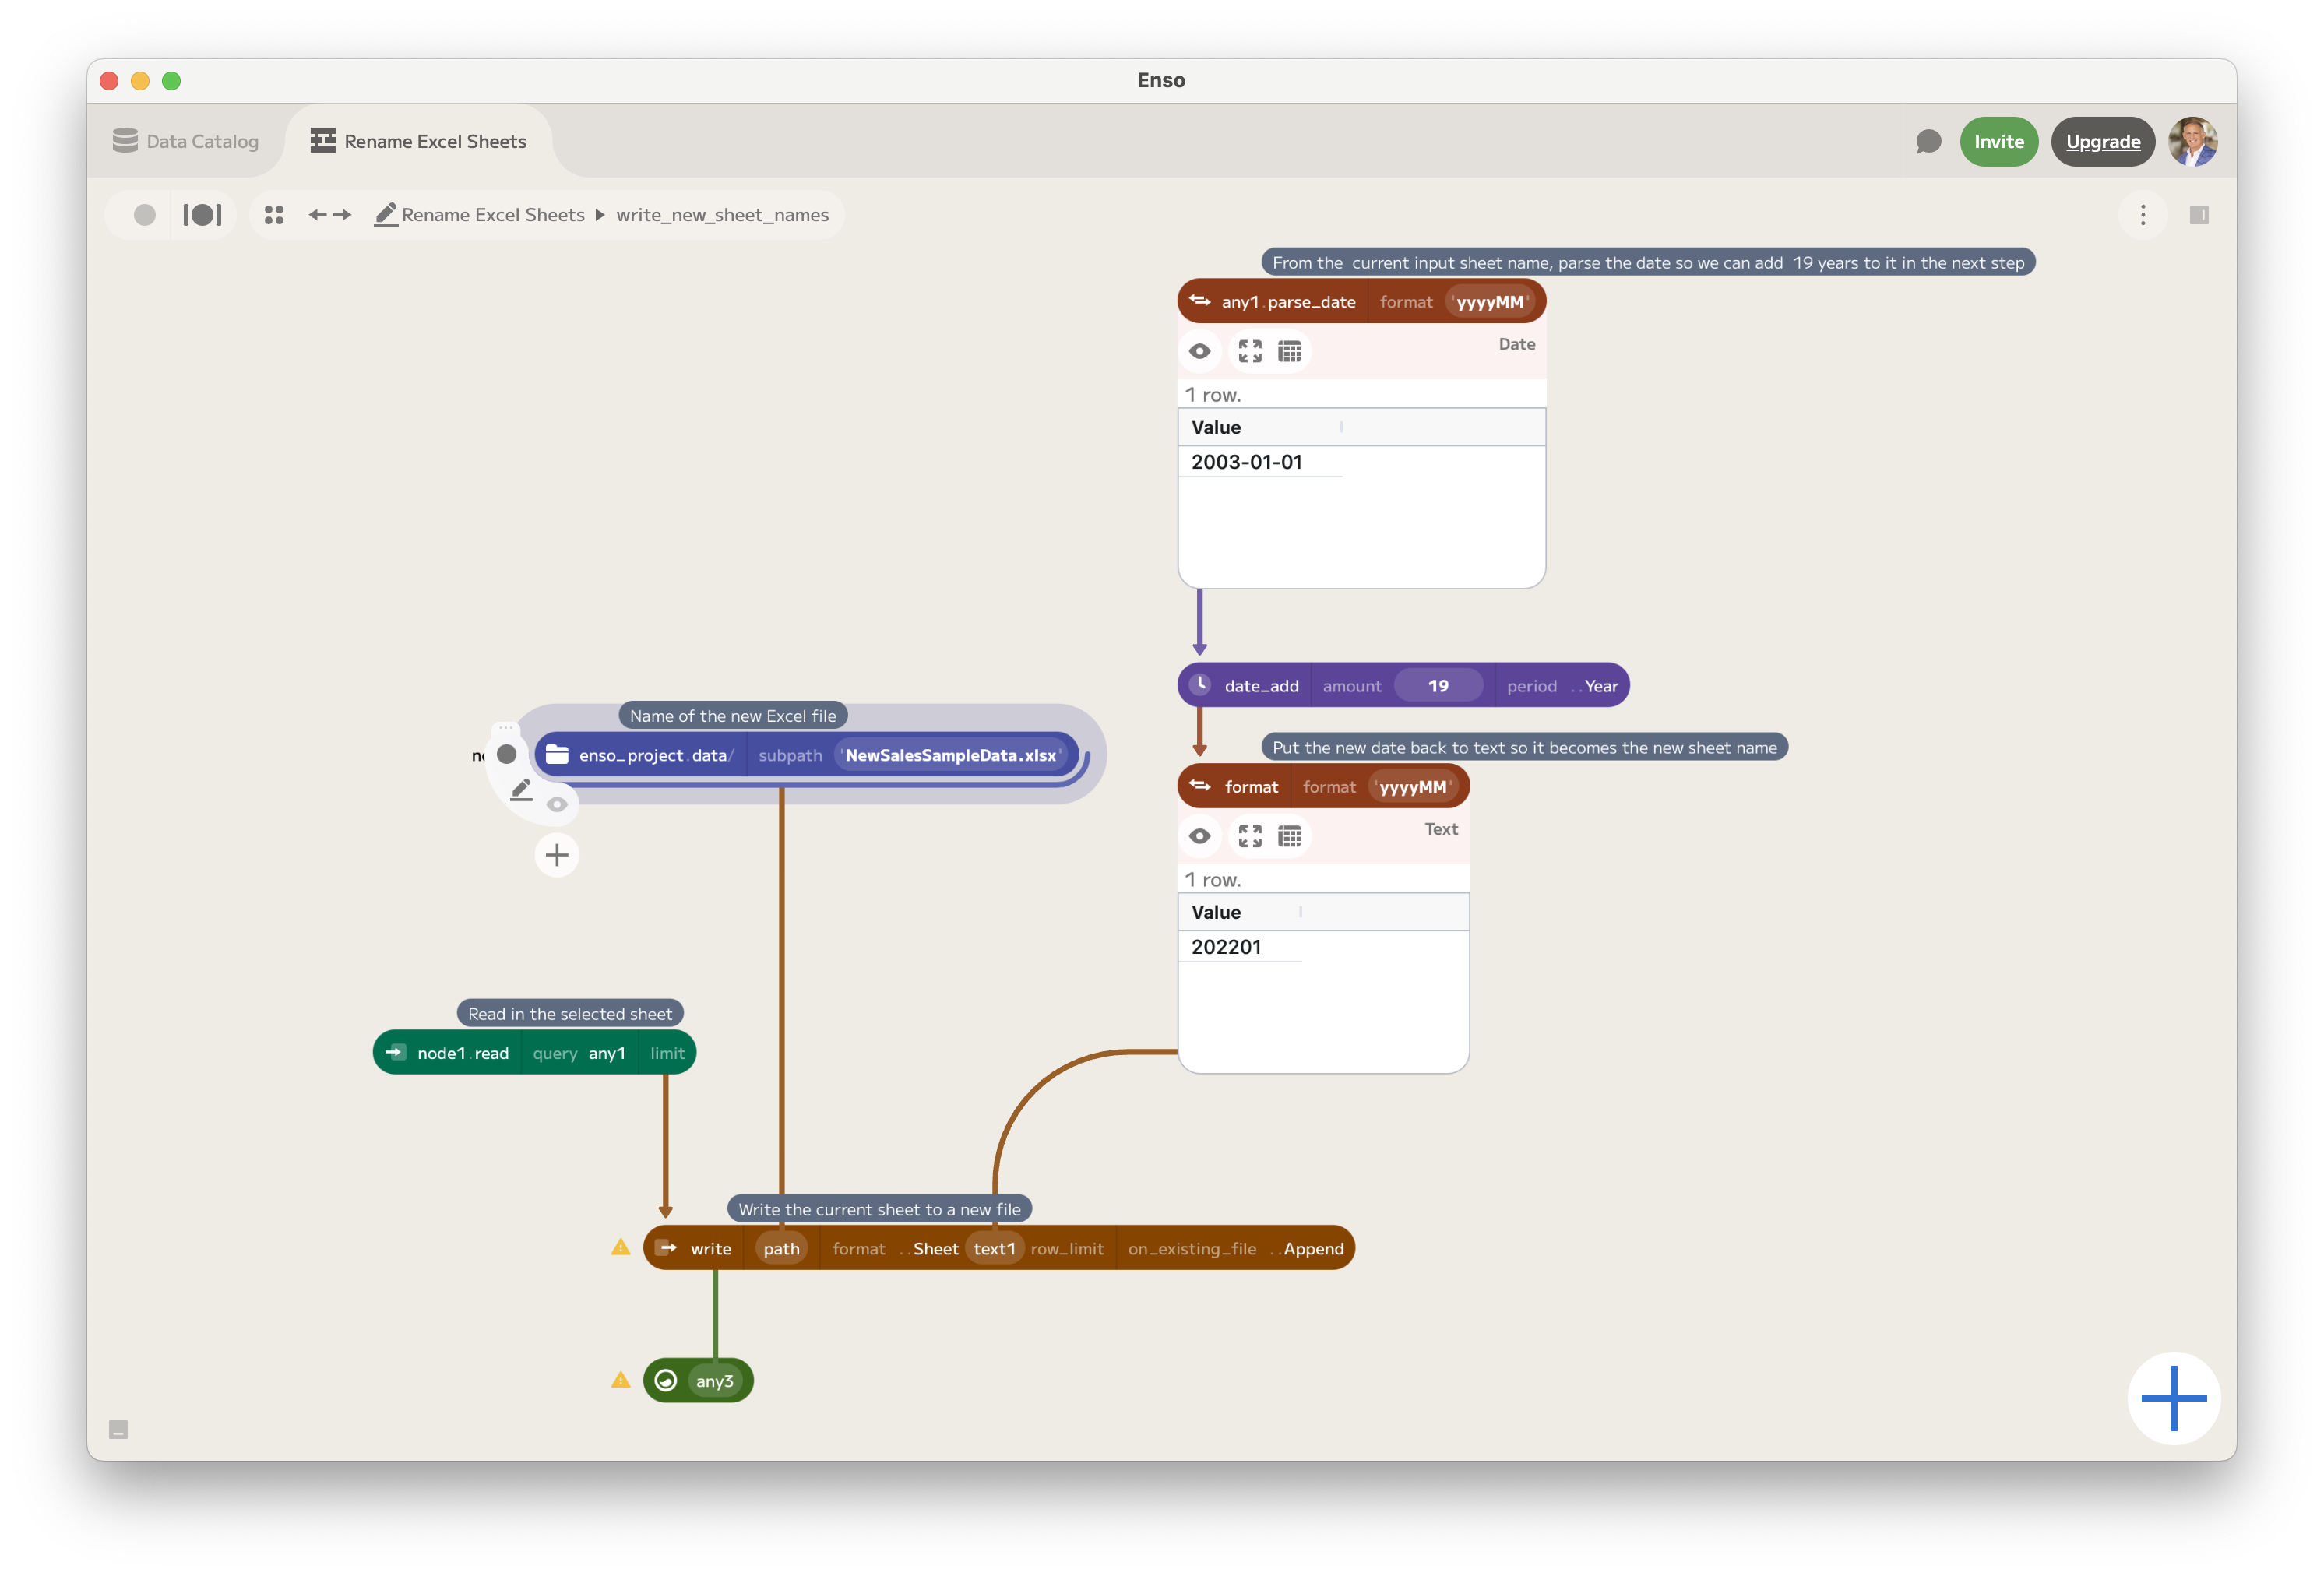 Enso
Data Catalog
Rename Excel Sheets
Invite
Upgrade
Rename Excel Sheets
write_new_sheet_names
From the  current input sheet name, parse the date so we can add  19 years to it in the next step
any1.parse_date format 'yyyyMM'
Date
1 row.
Value
2003-01-01
date_add amount 19 period ..Year
Name of the new Excel file
enso_project.data/ subpath 'NewSalesSampleData.xlsx'
Put the new date back to text so it becomes the new sheet name
format format 'yyyyMM'
Text
1 row.
Value
202201
Read in the selected sheet
node1.read query any1 limit
Write the current sheet to a new file
write path format ..Sheet text1 row_limit on_existing_file ..Append
any3